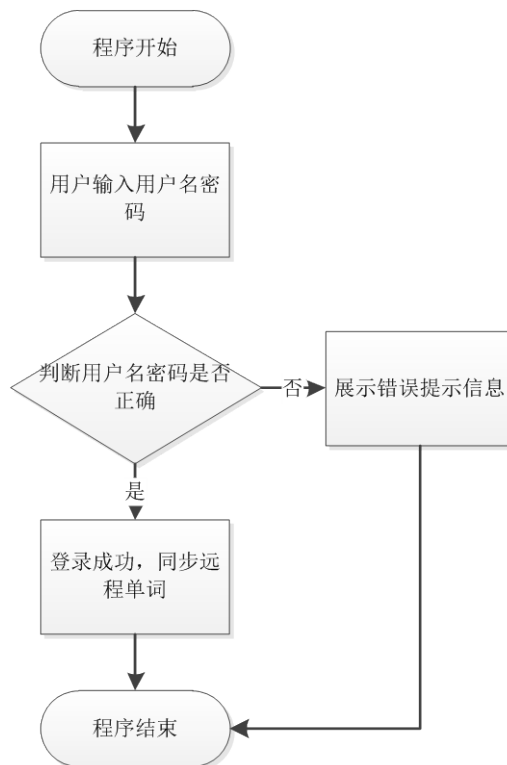 程序开始
用户输入用户名密
码
判断用户名密码是否
正确
否
展示错误提示信息
是
登录成功，同步远
程单词
程序结束